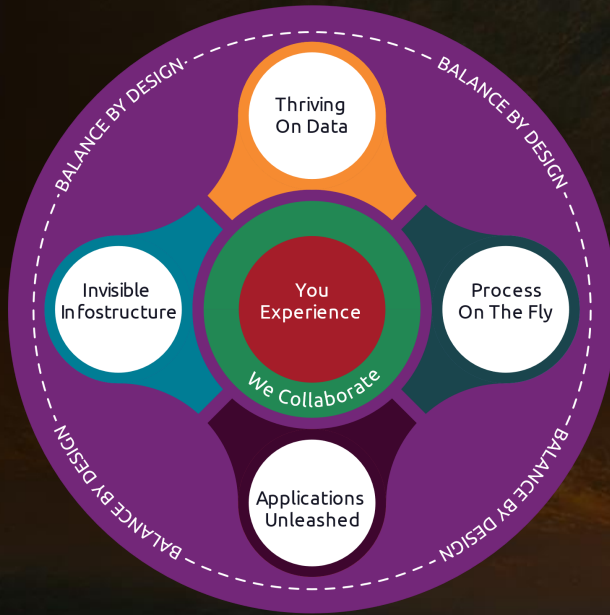 BALANCE BY DESIGN
BALANCE BY DESIGN
Thriving
On Data
Invisible
Infostructure
You
Experience
Process
On The Fly
We Collaborate
Applications
Unleashed
BALANCE BY DESIGN
BALANCE BY DESIGN